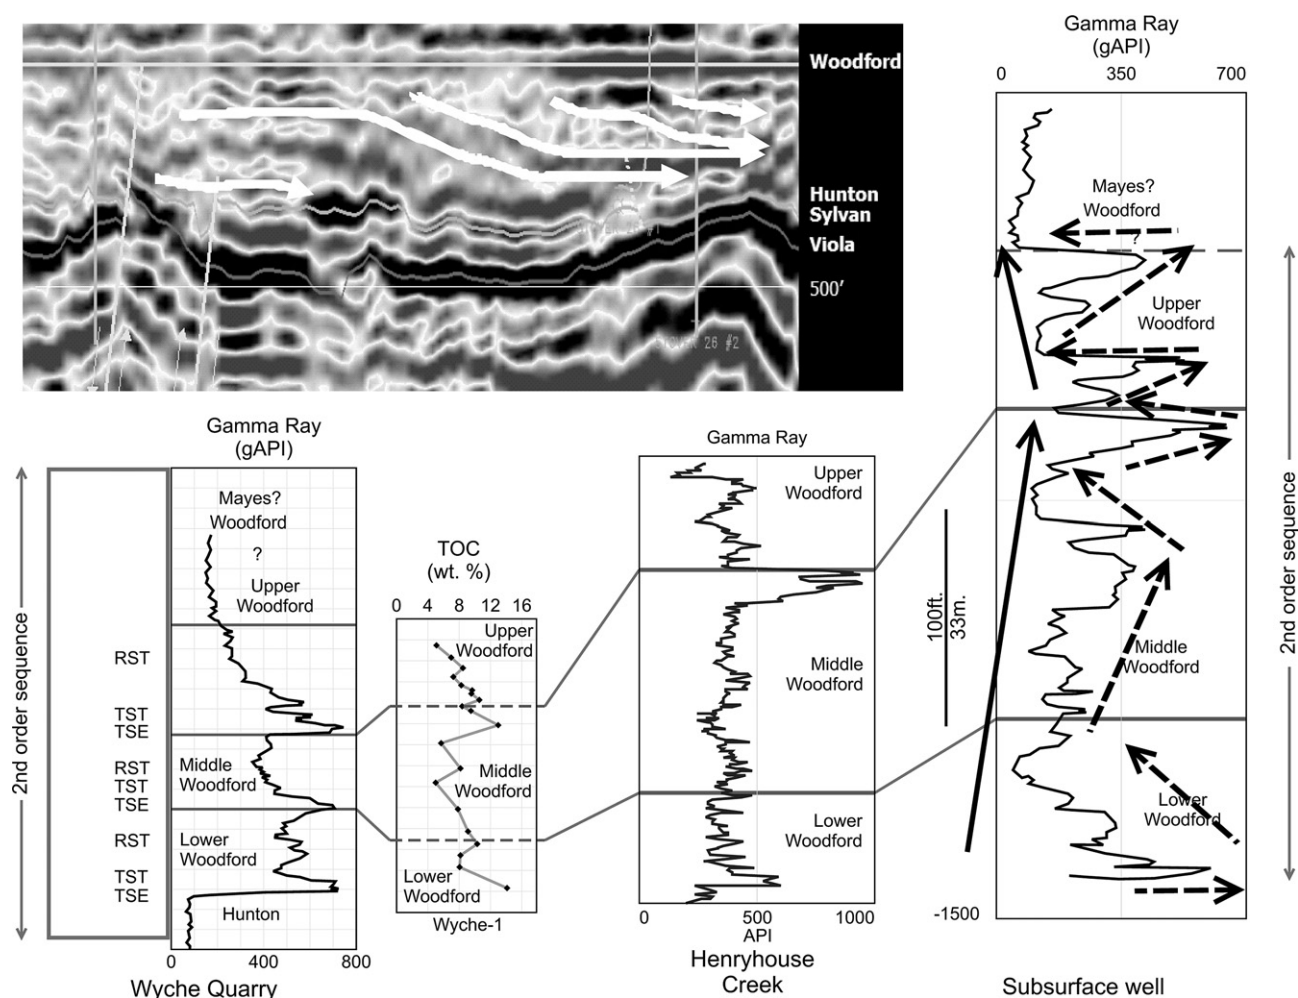 Woodford
Hunton
Sylvan
Viola
500'
26 #2
Gamma Ray
(gAPI)
0 350 700
Mayes?
Woodford
?
Upper
Woodford
Middle
Woodford
Lower
Woodford
100ft.
33m.
-1500
2nd order sequence
Subsurface well
Gamma Ray
(gAPI)
2nd order sequence
Mayes?
Woodford
?
Upper
Woodford
RST
TST
TSE
RST
TST
TSE
RST
TST
TSE
Middle
Woodford
Lower
Woodford
Hunton
0 400 800
Wyche Quarry
TOC
(wt. %)
0 4 8 12 16
Upper
Woodford
Middle
Woodford
Lower
Woodford
Wyche-1
Gamma Ray
Upper
Woodford
Middle
Woodford
Lower
Woodford
0 500 1000
API
Henryhouse
Creek